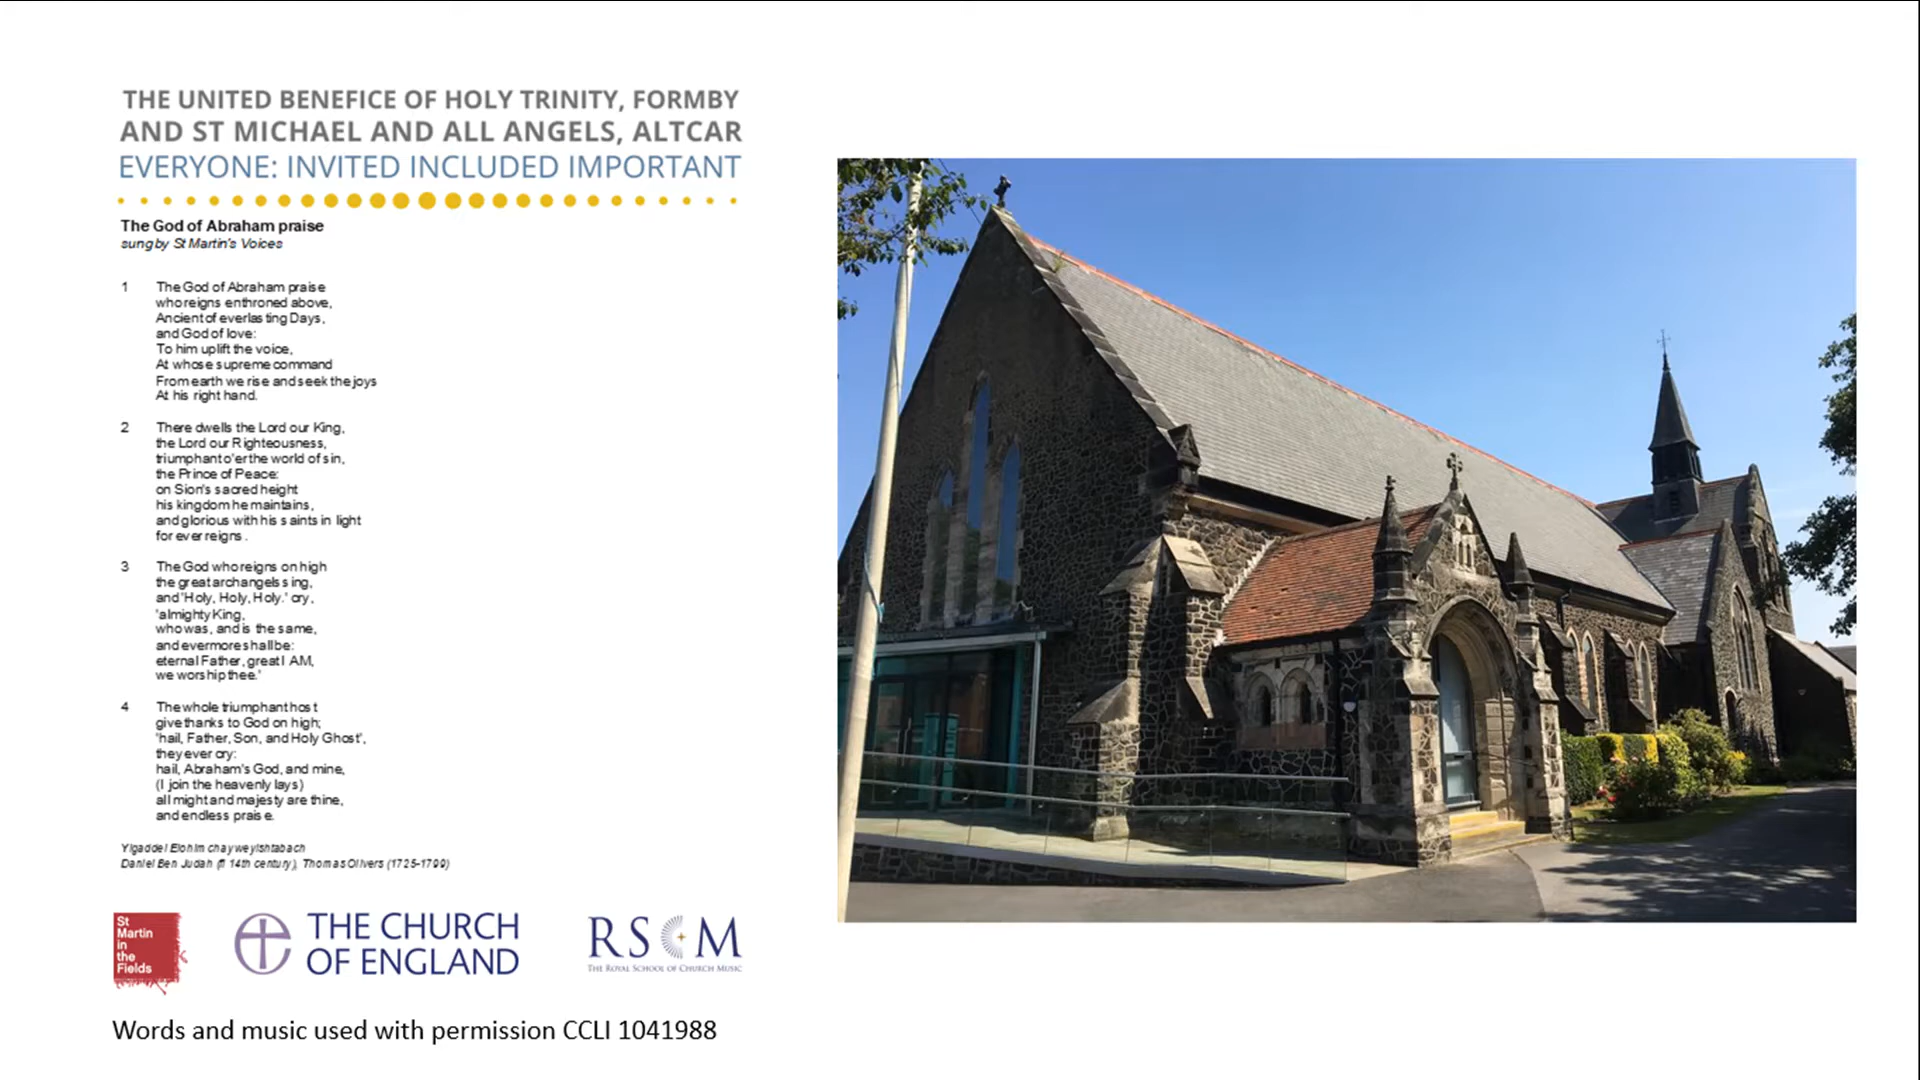 THE UNITED BENEFICE OF HOLY TRINITY, FORMBY
AND ST MICHAEL AND ALL ANGELS, ALTCAR
EVERYONE: INVITED INCLUDED IMPORTANT
The God of Abraham praise
sung by St Martin's Voices
1 The God of Abraham praise
who reigns enthroned above,
Ancient of everlasting Days,
and God of love:
To him uplift the voice,
At whose supreme command
From earth we rise and seek the joys
At his right hand.
2 There dwells the Lord our King,
the Lord our Righteousness,
triumphant o'er the world of sin,
the Prince of Peace:
on Sion's sacred height
his kingdom he maintains,
and glorious with his saints in light
for ever reigns.
3 The God who reigns on high
the great archangels sing,
and 'Holy, Holy, Holy.' cry,
'almighty King,
who was, and is the same,
and evermore shall be:
eternal Father, great I AM,
we worship thee.'
4 The whole triumphant host
give thanks to God on high;
'hail, Father, Son, and Holy Ghost',
they ever cry:
hail, Abraham's God, and mine,
(I join the heavenly lays)
all might and majesty are thine,
and endless praise.
Yigaddel Elohim chay weyishtabach
Daniel Ben Judah (fl 14th century), Thomas Olivers (1725-1799)
St
Martin
in
the
Fields
THE CHURCH
OF ENGLAND
RSCM
THE ROYAL SCHOOL OF CHURCH MUSIC
Words and music used with permission CCLI 1041988